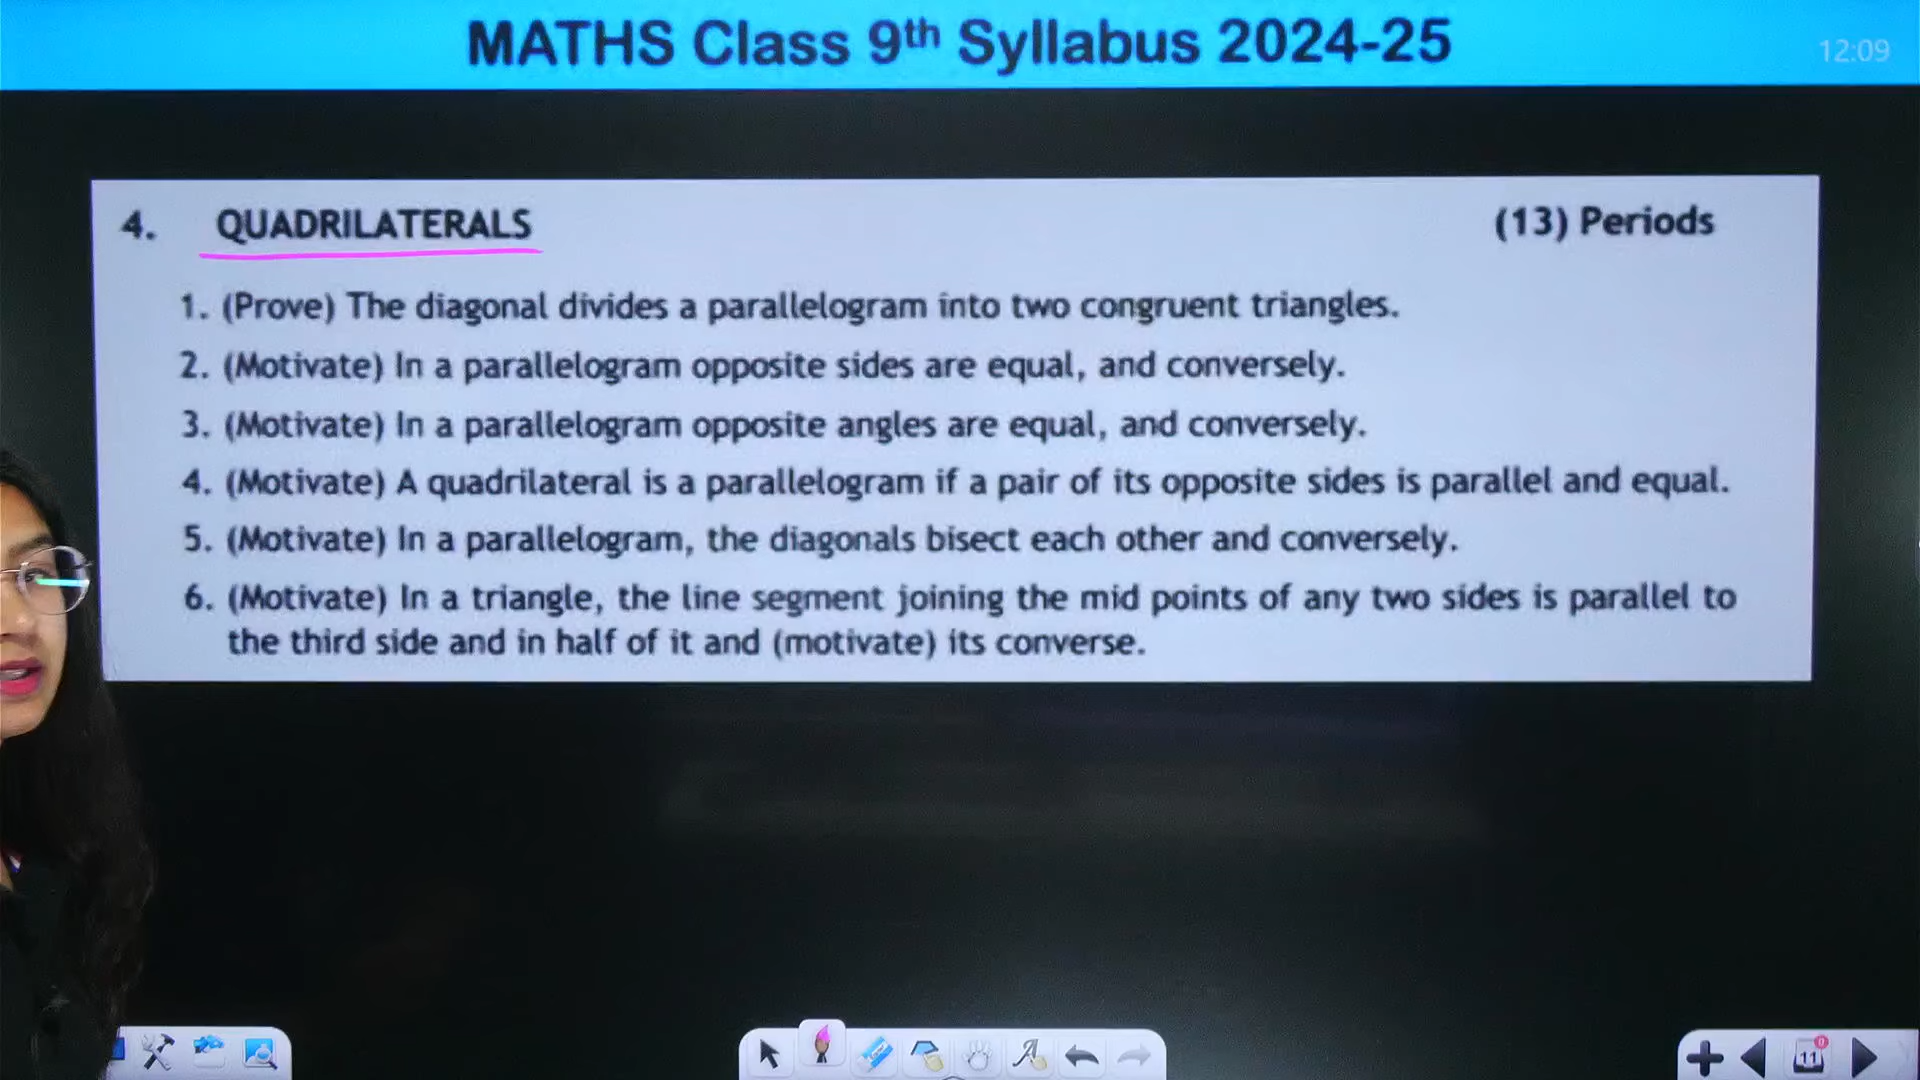 MATHS Class 9th Syllabus 2024-25
12:09
4. QUADRILATERALS (13) Periods
1. (Prove) The diagonal divides a parallelogram into two congruent triangles.
2. (Motivate) In a parallelogram opposite sides are equal, and conversely.
3. (Motivate) In a parallelogram opposite angles are equal, and conversely.
4. (Motivate) A quadrilateral is a parallelogram if a pair of its opposite sides is parallel and equal.
5. (Motivate) In a parallelogram, the diagonals bisect each other and conversely.
6. (Motivate) In a triangle, the line segment joining the mid points of any two sides is parallel to
the third side and in half of it and (motivate) its converse.
11
0